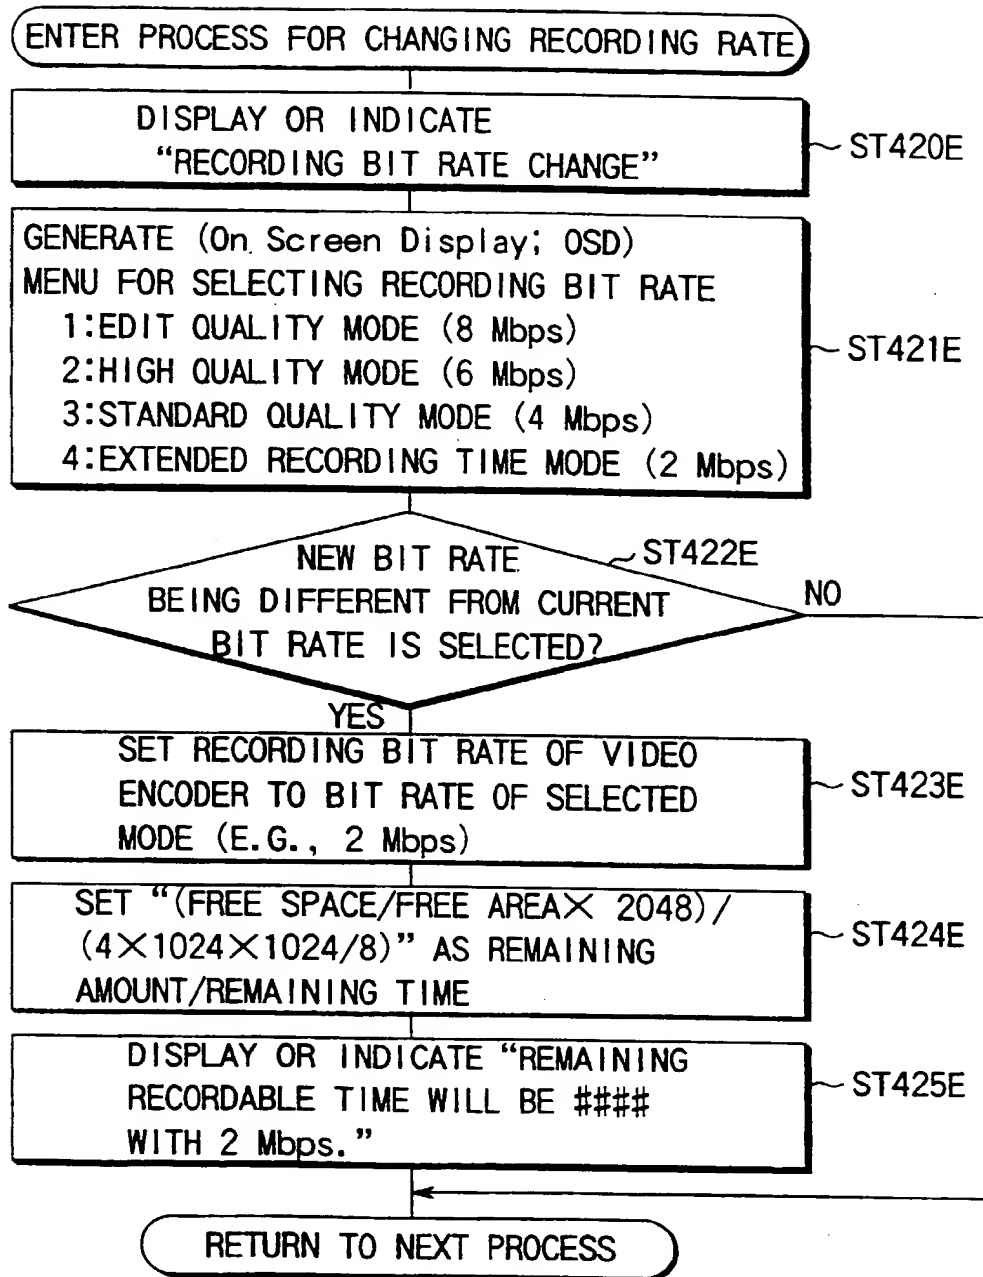 ENTER PROCESS FOR CHANGING RECORDING RATE
DISPLAY OR INDICATE
“RECORDING BIT RATE CHANGE”
ST420E
GENERATE (On Screen Display; OSD)
MENU FOR SELECTING RECORDING BIT RATE
1:EDIT QUALITY MODE (8 Mbps)
2:HIGH QUALITY MODE (6 Mbps)
3:STANDARD QUALITY MODE (4 Mbps)
4:EXTENDED RECORDING TIME MODE (2 Mbps)
ST421E
NEW BIT RATE
BEING DIFFERENT FROM CURRENT
BIT RATE IS SELECTED?
ST422E
NO
YES
SET RECORDING BIT RATE OF VIDEO
ENCODER TO BIT RATE OF SELECTED
MODE (E.G., 2 Mbps)
ST423E
SET “(FREE SPACE/FREE AREA× 2048)/
(4×1024×1024/8)” AS REMAINING
AMOUNT/REMAINING TIME
ST424E
DISPLAY OR INDICATE “REMAINING
RECORDABLE TIME WILL BE ####
WITH 2 Mbps.”
ST425E
RETURN TO NEXT PROCESS